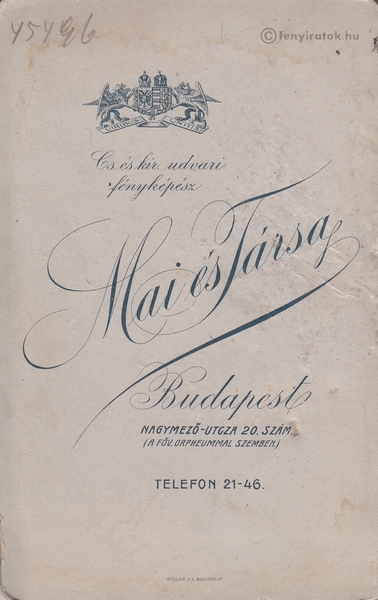 45496
© fenyiratok.hu
Cs. és kir. udvari
fényképész
Mai és Társa
Budapest
NAGYMEZŐ-UTCZA 20. SZÁM.
(A FŐV. ORPHEUMMAL SZEMBEN.)
TELEFON 21-46.